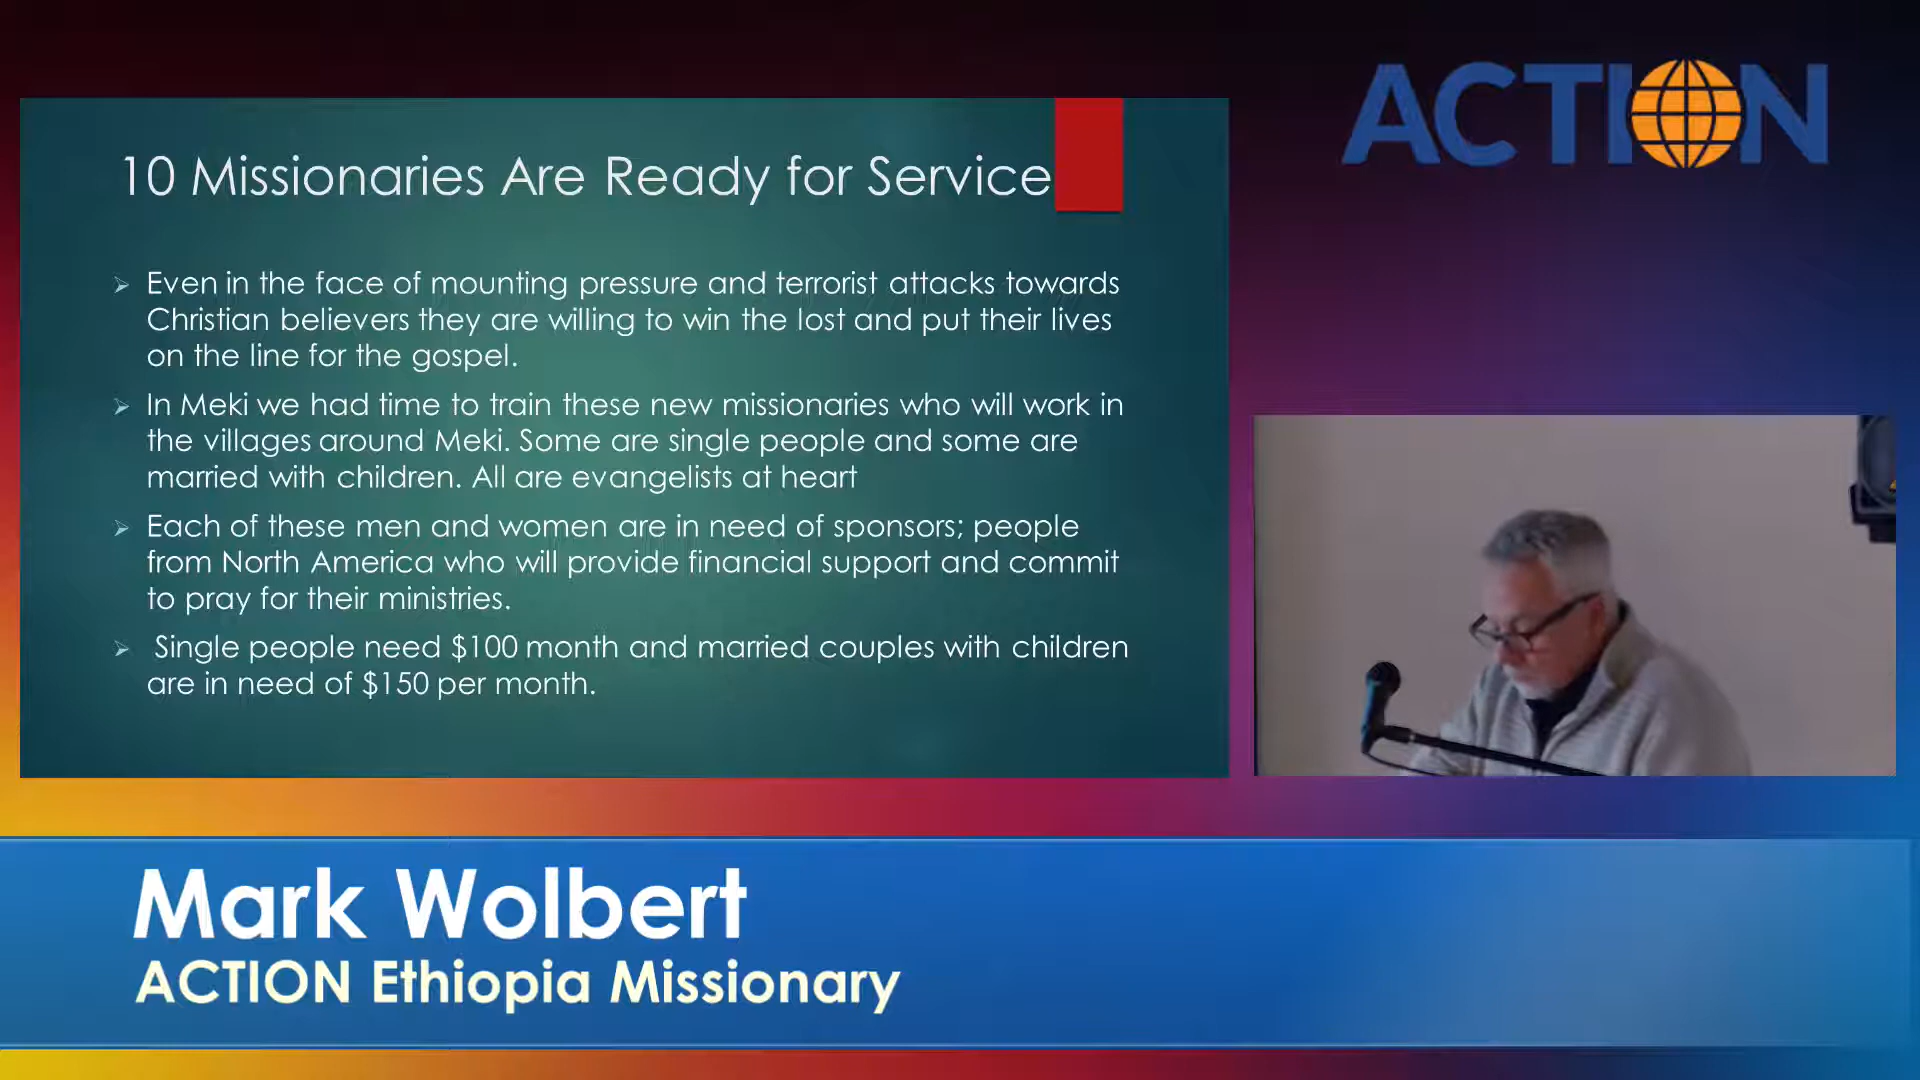 ACTION
10 Missionaries Are Ready for Service
➢ Even in the face of mounting pressure and terrorist attacks towards
Christian believers they are willing to win the lost and put their lives
on the line for the gospel.
➢ In Meki we had time to train these new missionaries who will work in
the villages around Meki. Some are single people and some are
married with children. All are evangelists at heart
➢ Each of these men and women are in need of sponsors; people
from North America who will provide financial support and commit
to pray for their ministries.
➢ Single people need $100 month and married couples with children
are in need of $150 per month.
Mark Wolbert
ACTION Ethiopia Missionary